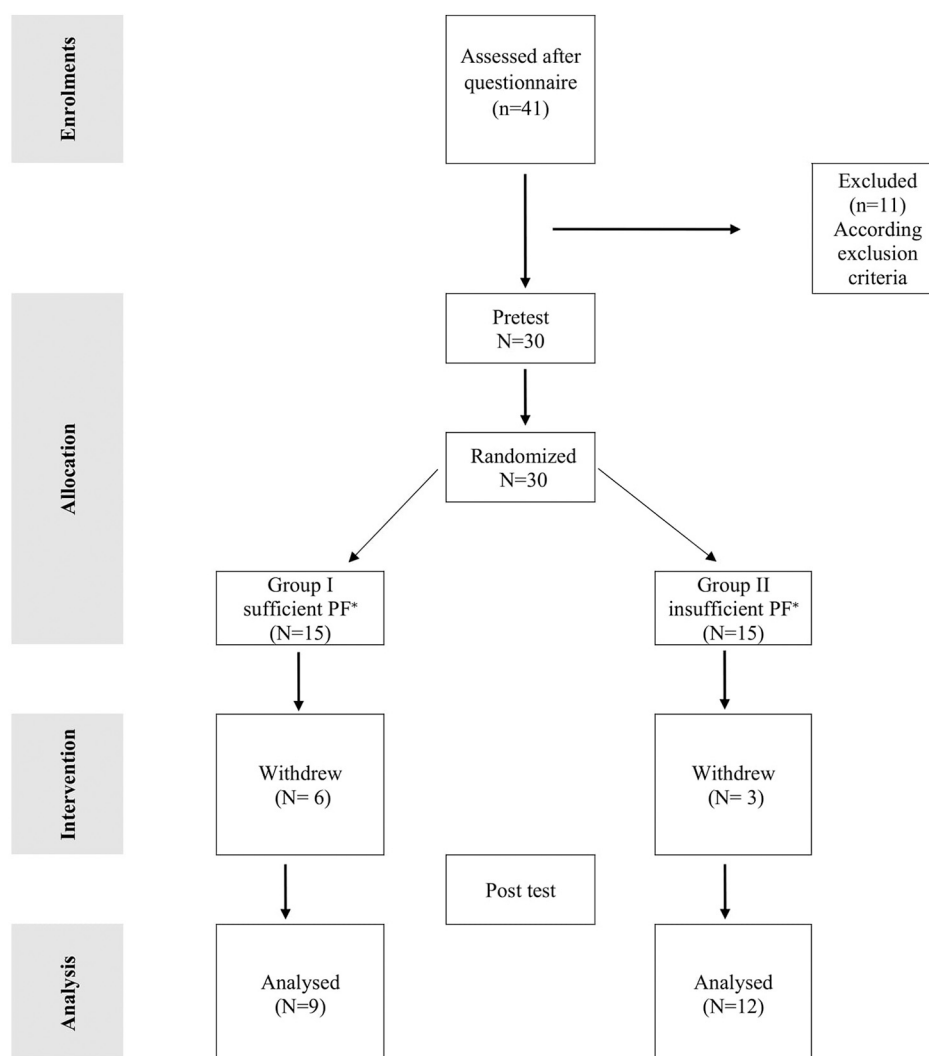 Enrolments
Assessed after
questionnaire
(n=41)
Excluded
(n=11)
According
exclusion
criteria
Allocation
Pretest
N=30
Randomized
N=30
Group I
sufficient PF*
(N=15)
Group II
insufficient PF*
(N=15)
Intervention
Withdrew
(N= 6)
Withdrew
(N= 3)
Post test
Analysis
Analysed
(N=9)
Analysed
(N=12)